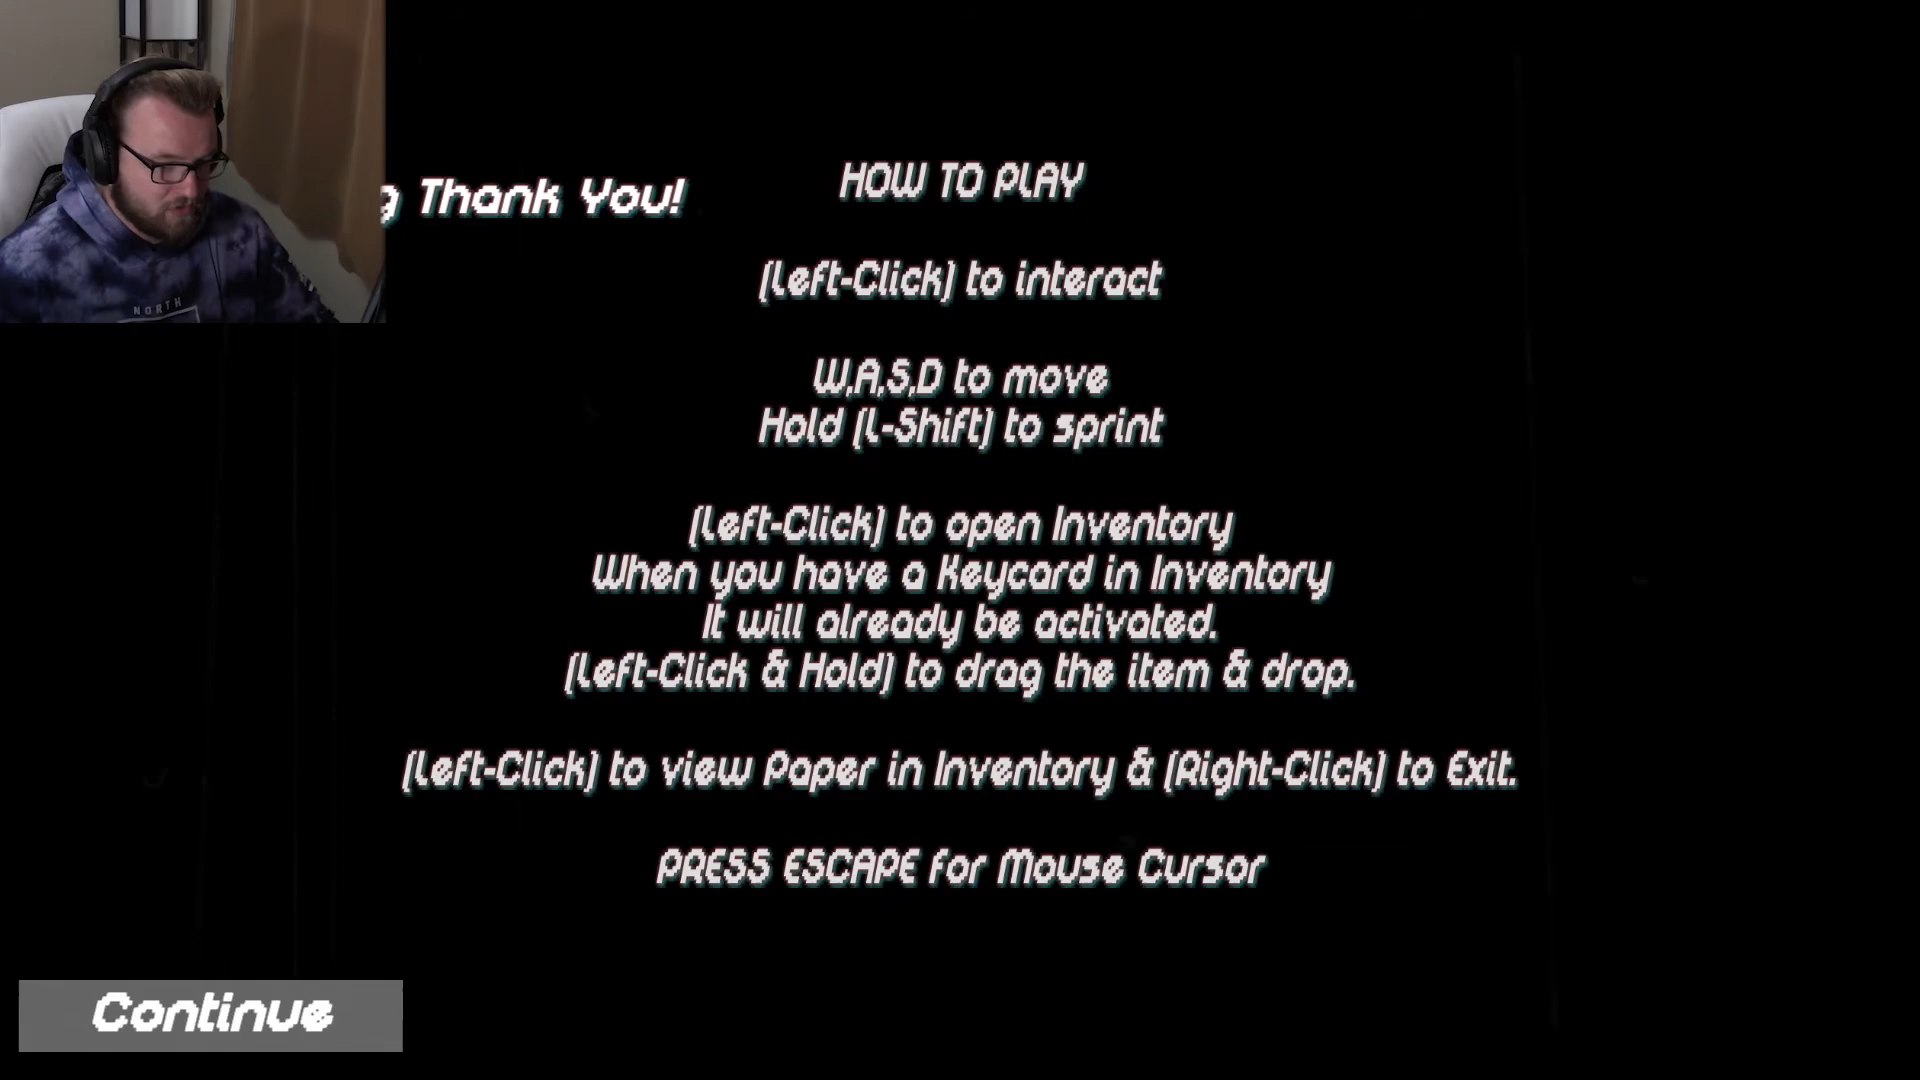 HOW TO PLAY
Thank You!
(Left-Click) to interact
W,A,S,D to move
Hold (L-Shift) to sprint
(Left-Click) to open Inventory
When you have a Keycard in Inventory
It will already be activated.
(Left-Click & Hold) to drag the item & drop.
(Left-Click) to view Paper in Inventory & (Right-Click) to Exit.
PRESS ESCAPE for Mouse Cursor
Continue
NORTH